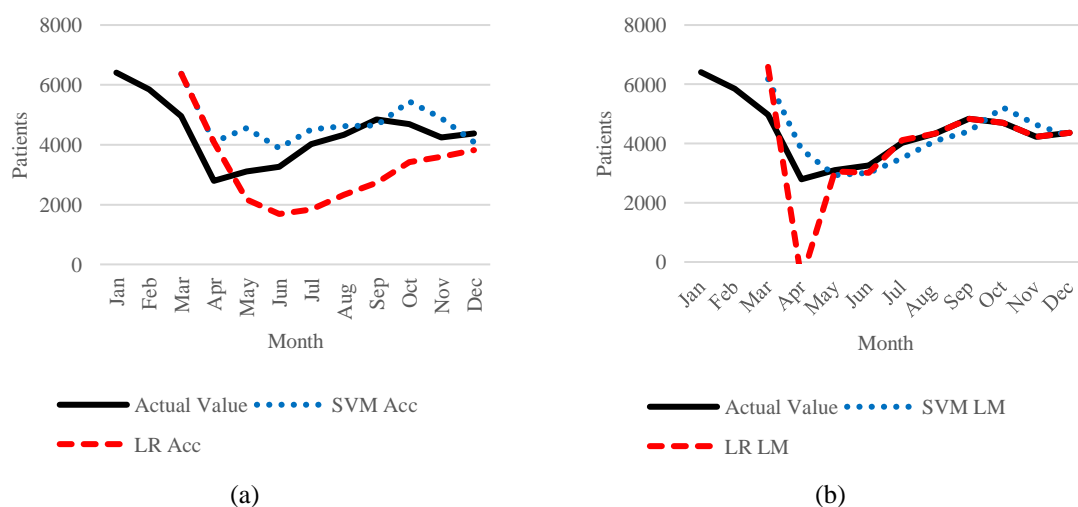 8000
6000
4000
2000
0
Patients
Jan
Feb
Mar
Apr
May
Jun
Jul
Aug
Sep
Oct
Nov
Dec
Month
Actual Value
SVM Acc
LR Acc
(a)
8000
6000
4000
2000
0
Patients
Jan
Feb
Mar
Apr
May
Jun
Jul
Aug
Sep
Oct
Nov
Dec
Month
Actual Value
SVM LM
LR LM
(b)